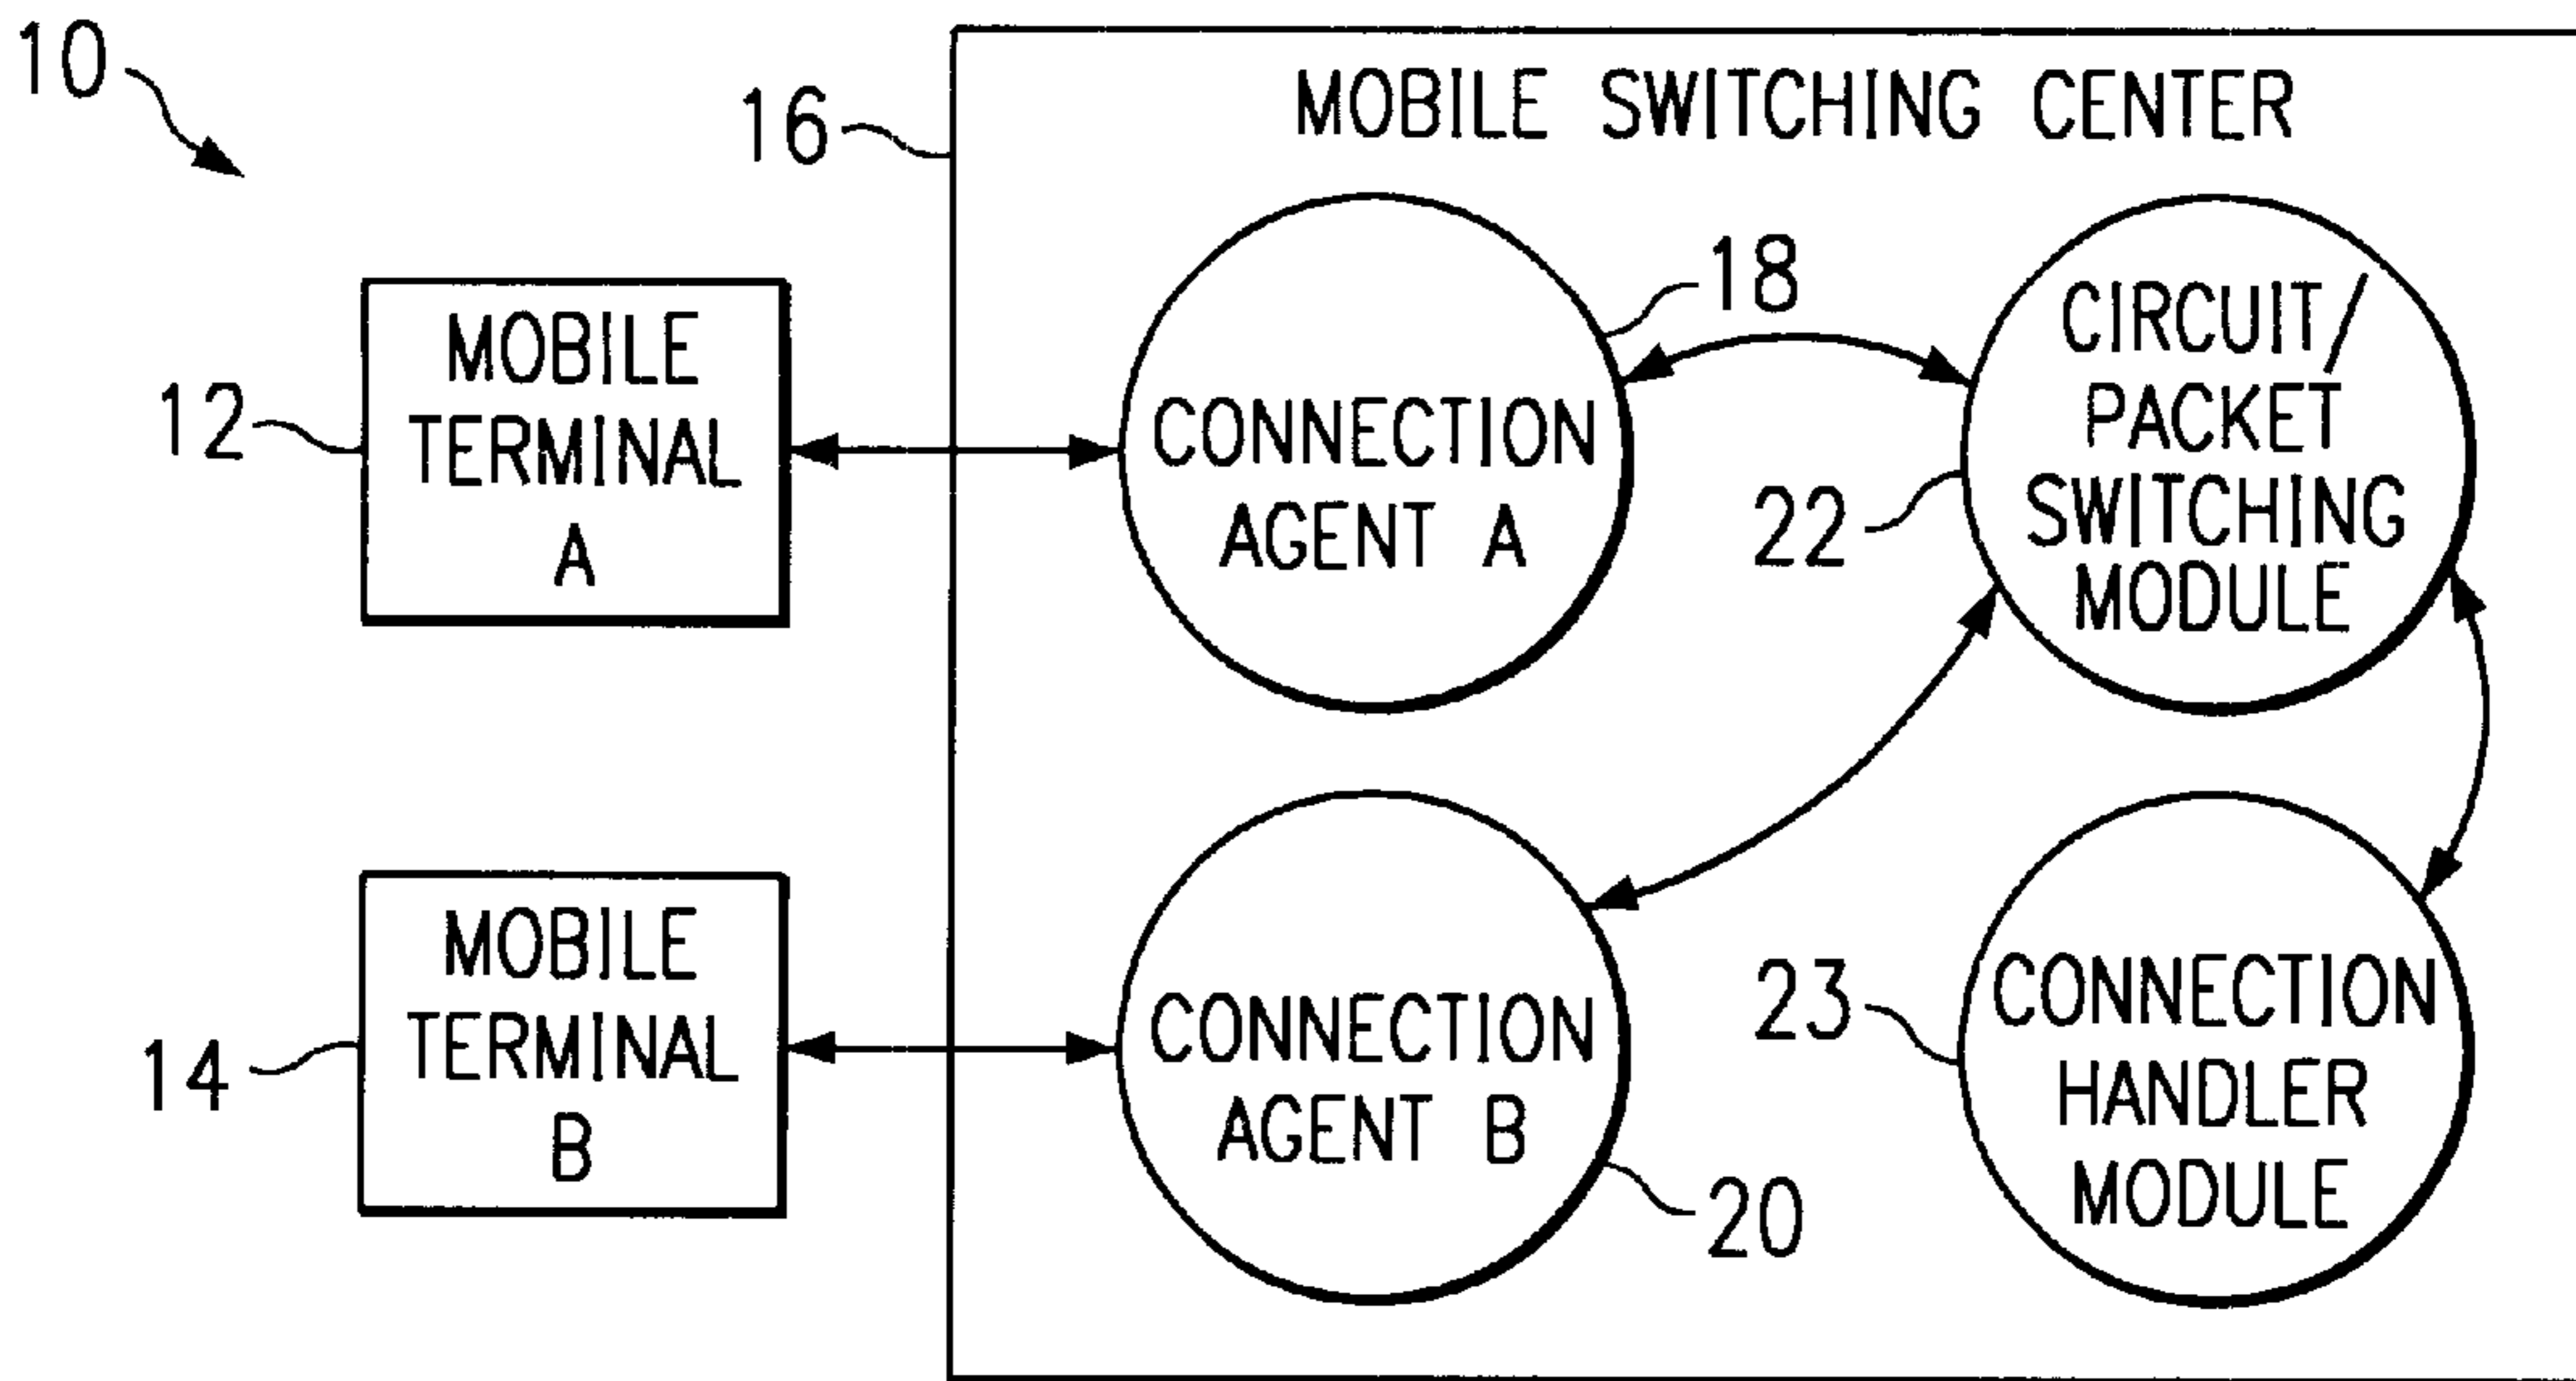 10
16
MOBILE SWITCHING CENTER
12
MOBILE
TERMINAL
A
CONNECTION
AGENT A
18
22
CIRCUIT/
PACKET
SWITCHING
MODULE
14
MOBILE
TERMINAL
B
CONNECTION
AGENT B
20
23
CONNECTION
HANDLER
MODULE